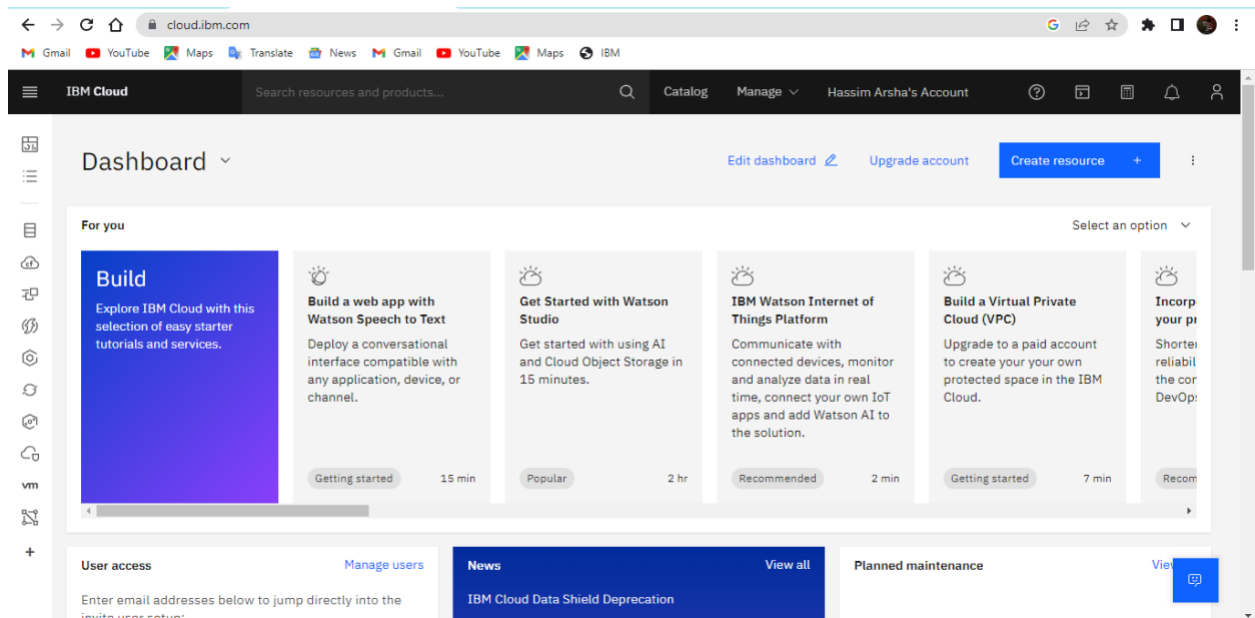 cloud.ibm.com
Gmail YouTube Maps Translate News Gmail YouTube Maps IBM
IBM Cloud Search resources and products... Catalog Manage Hassim Arsha's Account
Dashboard Edit dashboard Upgrade account Create resource +
For you Select an option
Build
Explore IBM Cloud with this
selection of easy starter
tutorials and services.
Build a web app with
Watson Speech to Text
Deploy a conversational
interface compatible with
any application, device, or
channel.
Getting started 15 min
Get Started with Watson
Studio
Get started with using AI
and Cloud Object Storage in
15 minutes.
Popular 2 hr
IBM Watson Internet of
Things Platform
Communicate with
connected devices, monitor
and analyze data in real
time, connect your own IoT
apps and add Watson AI to
the solution.
Recommended 2 min
Build a Virtual Private
Cloud (VPC)
Upgrade to a paid account
to create your your own
protected space in the IBM
Cloud.
Getting started 7 min
Incorp
your pr
Shorter
reliabil
the cor
DevOps
Recom
vm
User access Manage users
Enter email addresses below to jump directly into the
invite user setup:
News View all
IBM Cloud Data Shield Deprecation
Planned maintenance Vie